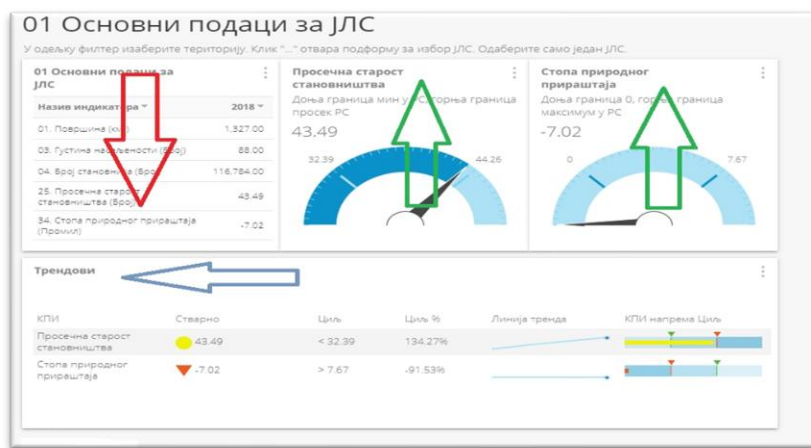 01 Основни подаци за ЈЛС
У одељку филтер изаберите територију. Клик "..." отвара подформу за избор ЈЛС. Одаберите само један ЈЛС.
01 Основни подаци за
ЈЛС
Назив индикатора 2018
01. Површина (км) 1,327.00
03. Густина насељености (Број) 88.00
04. Број становника (Број) 116,784.00
25. Просечна старост
становништва (Број) 43.49
34. Стопа природног прираштаја
(Промил) -7.02
Просечна старост
становништва
Доња граница мин у РС, горња граница
просек РС
43.49
32.39 44.26
Стопа природног
прираштаја
Доња граница 0, горња граница
максимум у РС
-7.02
0 7.67
Трендови
КПИ Стварно Циљ Циљ % Линија тренда КПИ напрема Циљ
Просечна старост
становништва 43.49 < 32.39 134.27%
Стопа природног
прираштаја -7.02 > 7.67 -91.53%